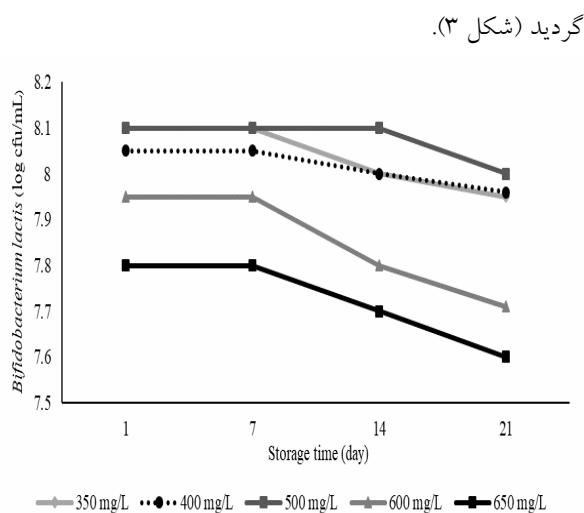 گردید (شکل ۳).
8.2
8.1
8
7.9
7.8
7.7
7.6
7.5
Bifidobacterium lactis (log cfu/mL)
1 7 14 21
Storage time (day)
350 mg/L 400 mg/L 500 mg/L 600 mg/L 650 mg/L